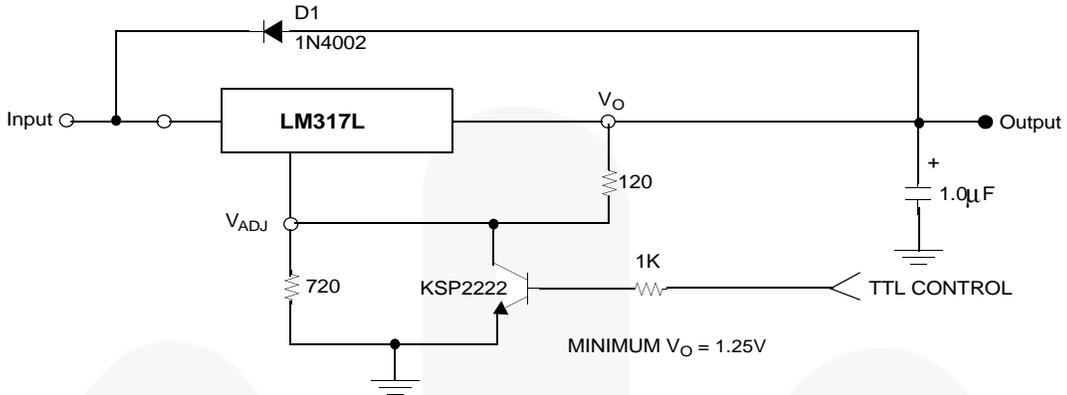 D1
1N4002
Input
LM317L
VO
Output
+
120
1.0μF
VADJ
1K
720
KSP2222
TTL CONTROL
MINIMUM VO = 1.25V